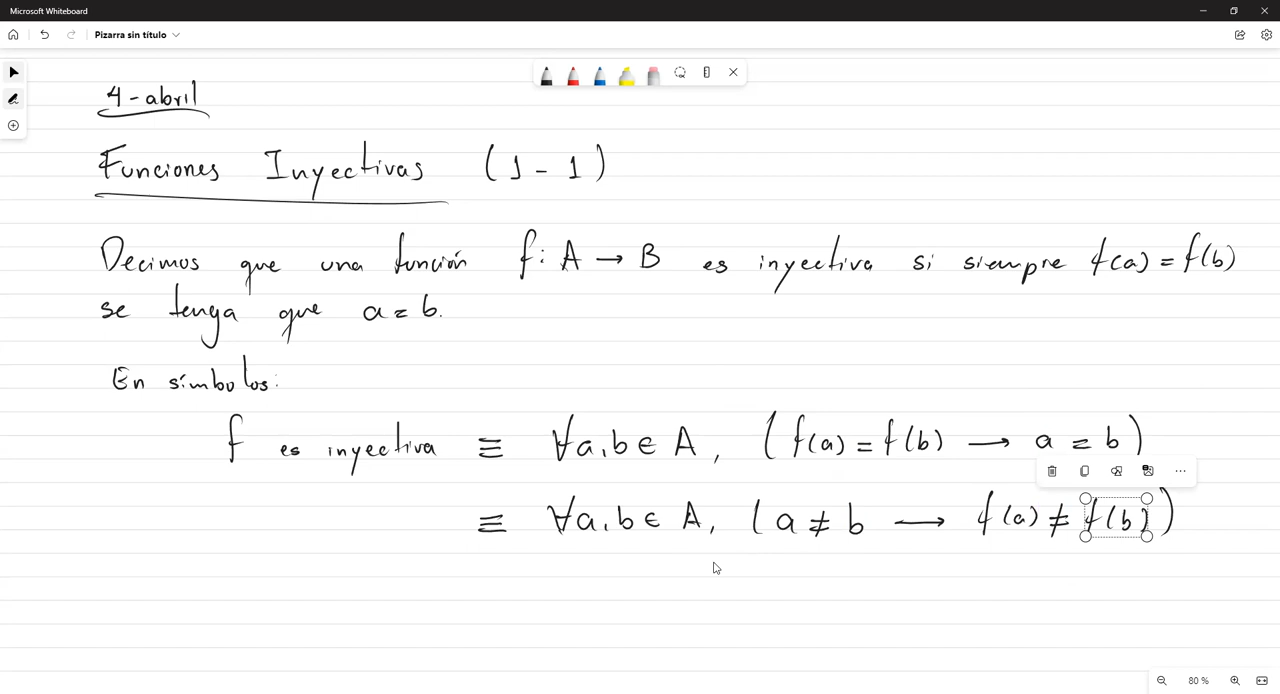 Microsoft Whiteboard
Pizarra sin título
4-abril
Funciones Inyectivas (1-1)
Decimos que una función f: A → B es inyectiva si siempre f(a) = f(b)
se tenga que a = b.
En símbolos:
f es inyectiva ≡ ∀a,b ∈ A, (f(a) = f(b) → a = b)
≡ ∀a,b ∈ A, (a ≠ b → f(a) ≠ f(b))
80 %